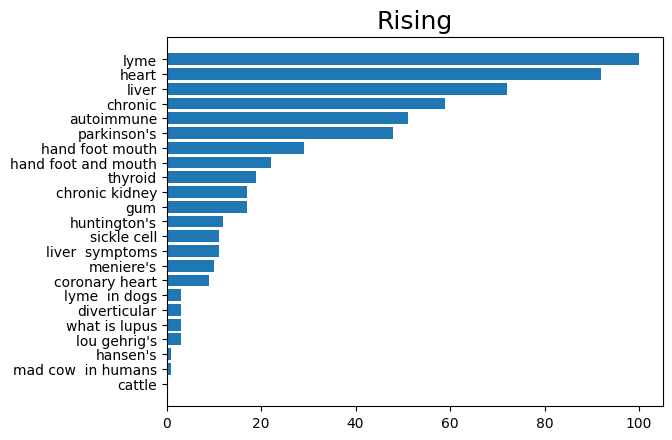 Rising
lyme
heart
liver
chronic
autoimmune
parkinson's
hand foot mouth
hand foot and mouth
thyroid
chronic kidney
gum
huntington's
sickle cell
liver  symptoms
meniere's
coronary heart
lyme  in dogs
diverticular
what is lupus
lou gehrig's
hansen's
mad cow  in humans
cattle
0 20 40 60 80 100